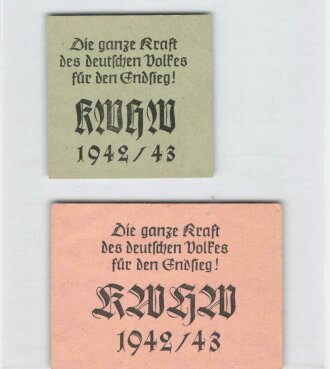 Die ganze Kraft
des deutschen Volkes
für den Endsieg!
KWHW
1942/43
Die ganze Kraft
des deutschen Volkes
für den Endsieg!
KWHW
1942/43